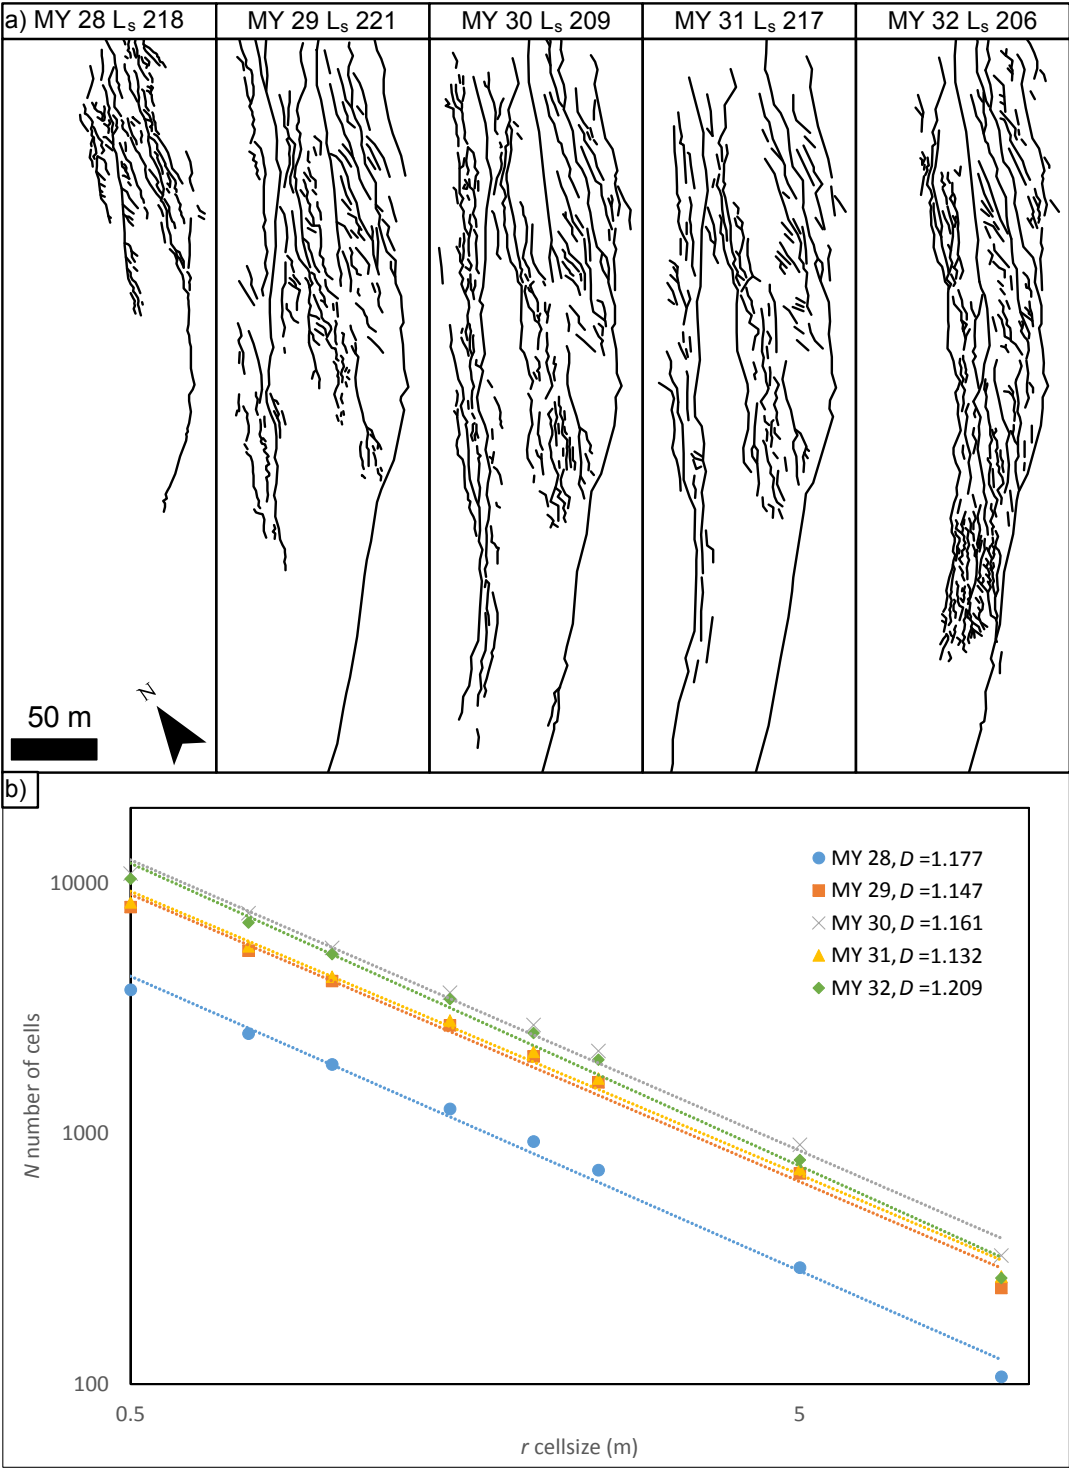 a) MY 28 Ls 218 MY 29 Ls 221 MY 30 Ls 209 MY 31 Ls 217 MY 32 Ls 206
N
50 m
b)
MY 28, D =1.177
MY 29, D =1.147
MY 30, D =1.161
MY 31, D =1.132
MY 32, D =1.209
10000
1000
100
N number of cells
0.5 5
r cellsize (m)